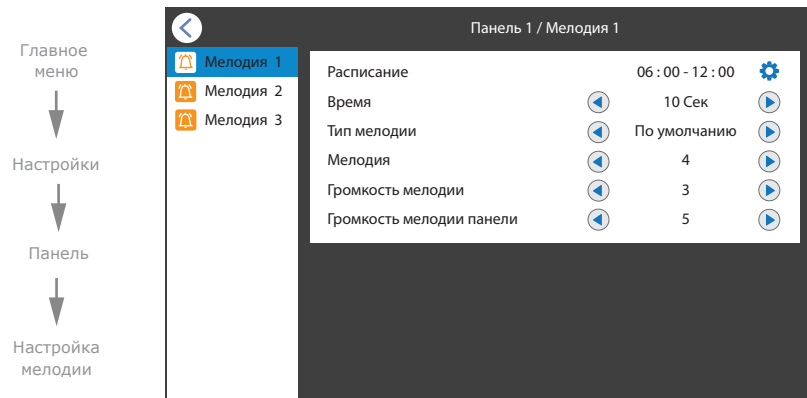 Главное
меню
Настройки
Панель
Настройка
мелодии
Панель 1 / Мелодия 1
Мелодия 1
Мелодия 2
Мелодия 3
Расписание 06 : 00 - 12 : 00
Время 10 Сек
Тип мелодии По умолчанию
Мелодия 4
Громкость мелодии 3
Громкость мелодии панели 5